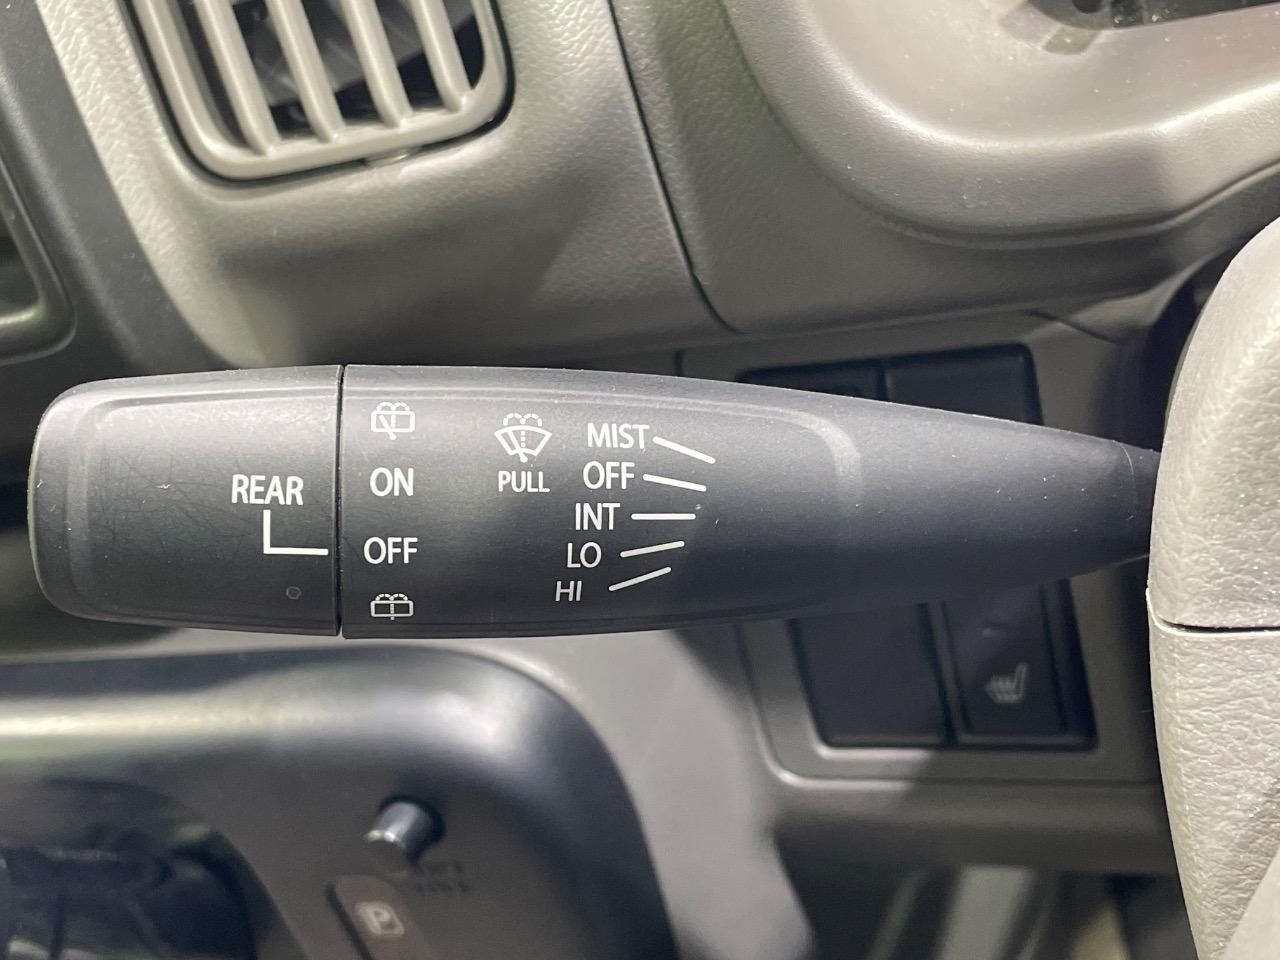 REAR
ON
OFF
PULL
MIST
OFF
INT
LO
HI
P